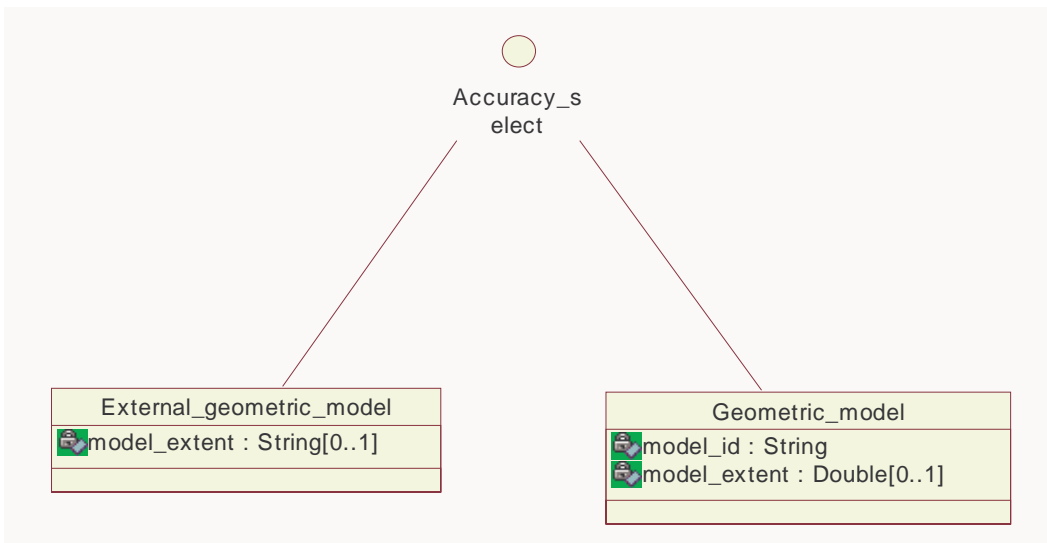 Accuracy_s
elect
External_geometric_model
model_extent : String[0..1]
Geometric_model
model_id : String
model_extent : Double[0..1]